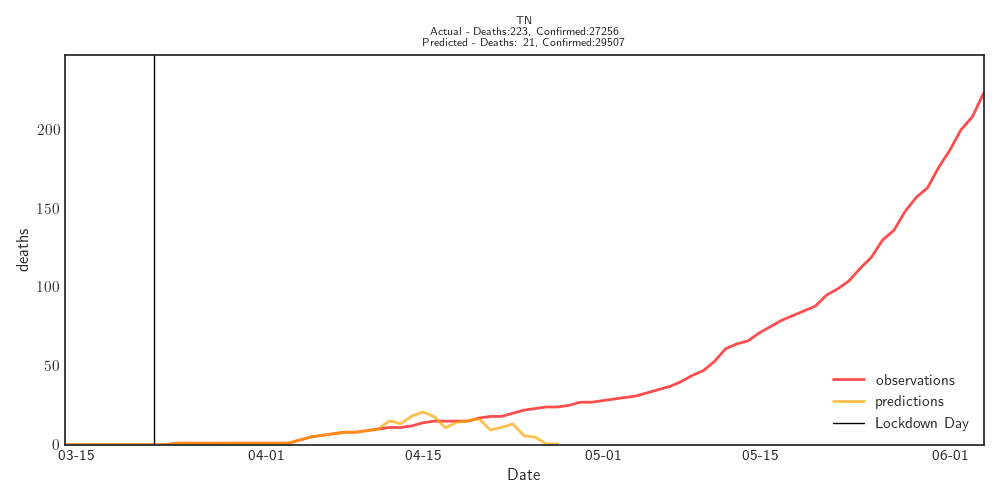 TN
Actual - Deaths:223, Confirmed:27256
Predicted - Deaths: 21, Confirmed:29507
deaths
200
150
100
50
0
observations
predictions
Lockdown Day
03-15 04-01 04-15 05-01 05-15 06-01
Date